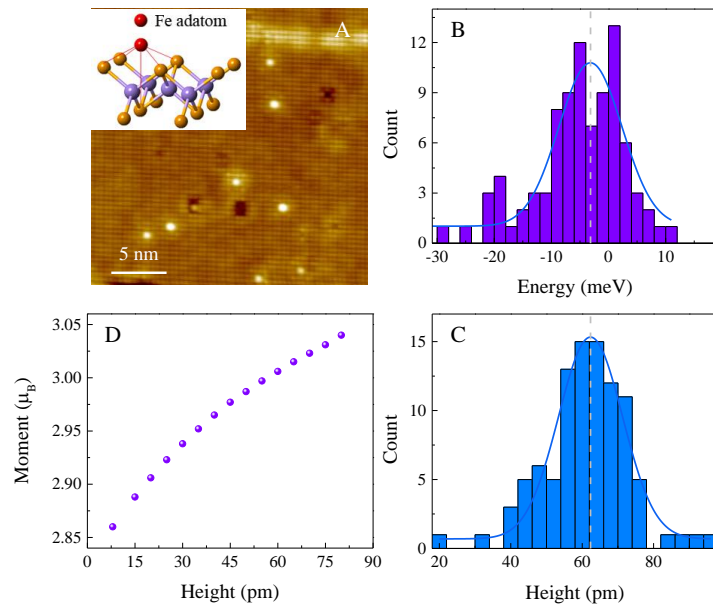 Fe adatom
A
5 nm
B
Count
12
9
6
3
0
-30
-20
-10
0
10
Energy (meV)
D
Moment (μB)
3.05
3.00
2.95
2.90
2.85
0
15
30
45
60
75
90
Height (pm)
C
Count
15
10
5
0
20
40
60
80
Height (pm)